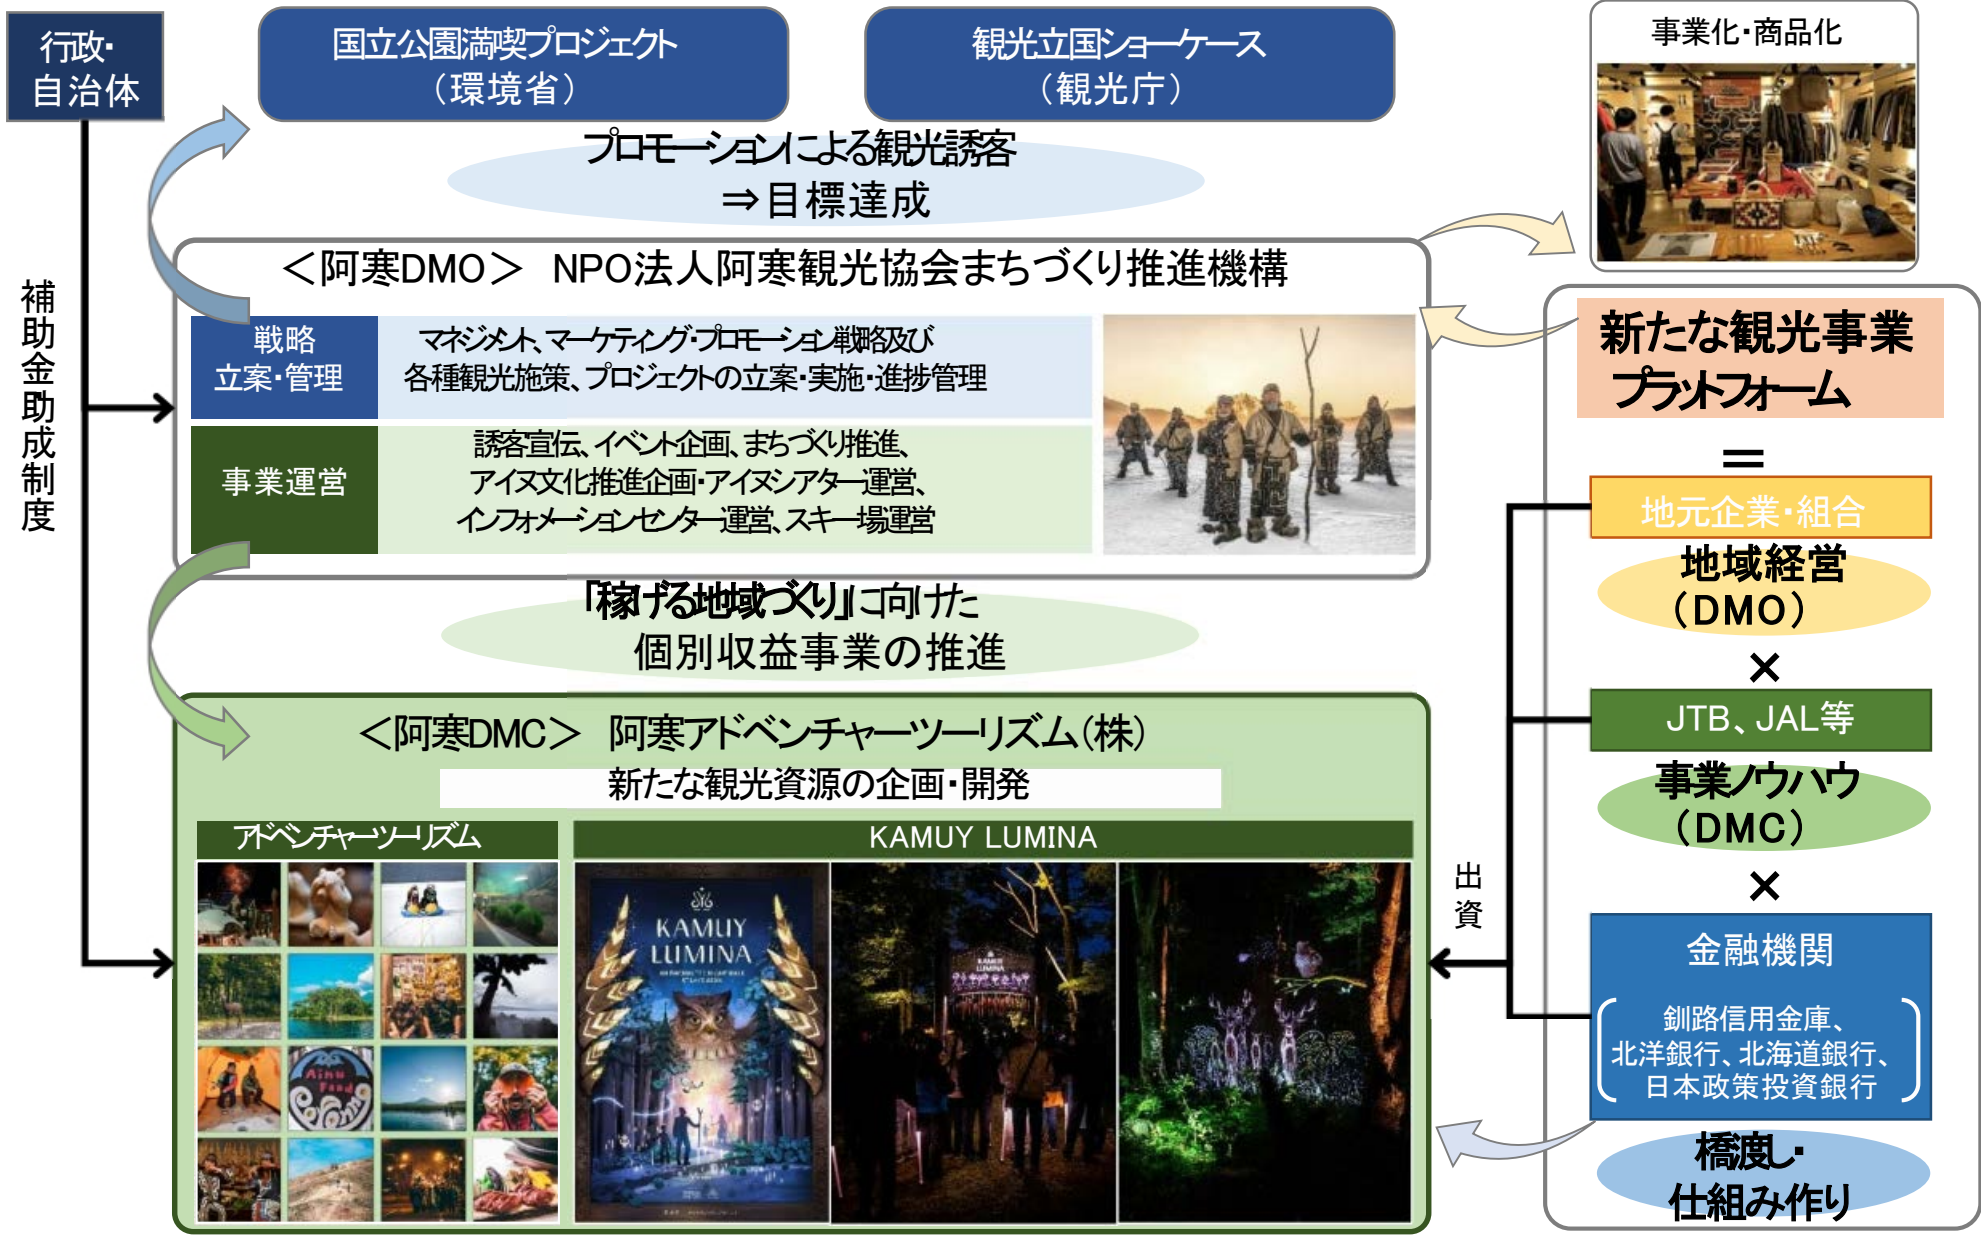 行政・
自治体
国立公園満喫プロジェクト
（環境省）
観光立国ショーケース
（観光庁）
事業化・商品化
プロモーションによる観光誘客
⇒目標達成
補助金・助成制度
＜阿寒DMO＞　NPO法人阿寒観光協会まちづくり推進機構
戦略
立案・管理
マネジメント、マーケティング・プロモーション戦略及び
各種観光施策、プロジェクトの立案・実施・進捗管理
事業運営
誘客宣伝、イベント企画、まちづくり推進、
アイヌ文化推進企画・アイヌシアター運営、
インフォメーションセンター運営、スキー場運営
「稼げる地域づくり」に向けた
個別収益事業の推進
＜阿寒DMC＞　阿寒アドベンチャーツーリズム（株）
新たな観光資源の企画・開発
アドベンチャーツーリズム
KAMUY LUMINA
Ainu
Food
KAMUY
LUMINA
KAMUY
LUMINA
出資
新たな観光事業
プラットフォーム
＝
地元企業・組合
地域経営
（DMO）
×
JTB、JAL等
事業ノウハウ
（DMC）
×
金融機関
釧路信用金庫、
北洋銀行、北海道銀行、
日本政策投資銀行
橋渡し・
仕組み作り